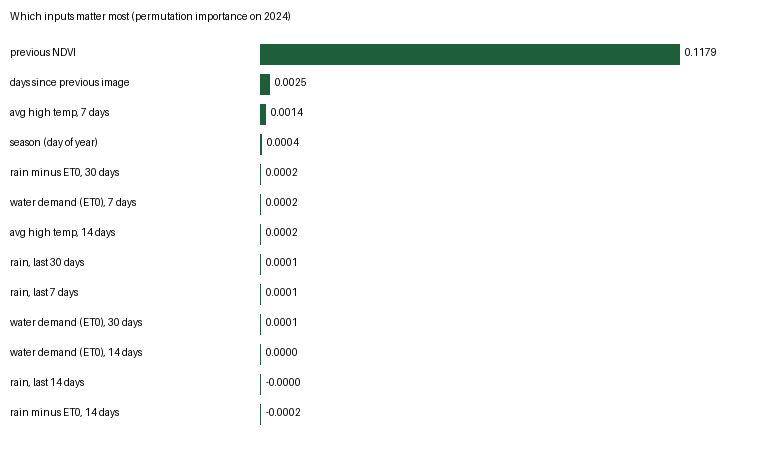 Which inputs matter most (permutation importance on 2024)
previous NDVI 0.1179
days since previous image 0.0025
avg high temp, 7 days 0.0014
season (day of year) 0.0004
rain minus ET0, 30 days 0.0002
water demand (ET0), 7 days 0.0002
avg high temp, 14 days 0.0002
rain, last 30 days 0.0001
rain, last 7 days 0.0001
water demand (ET0), 30 days 0.0001
water demand (ET0), 14 days 0.0000
rain, last 14 days -0.0000
rain minus ET0, 14 days -0.0002